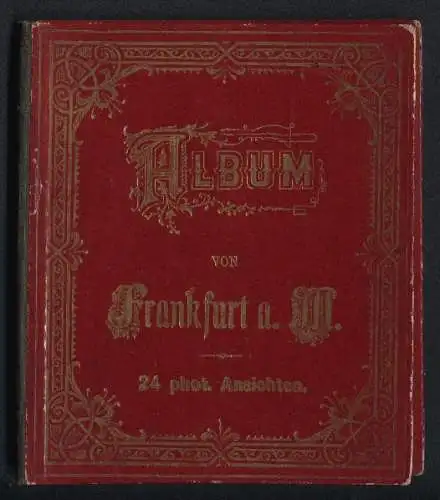 ALBUM
VON
Frankfurt a. M.
24 phot. Ansichten.